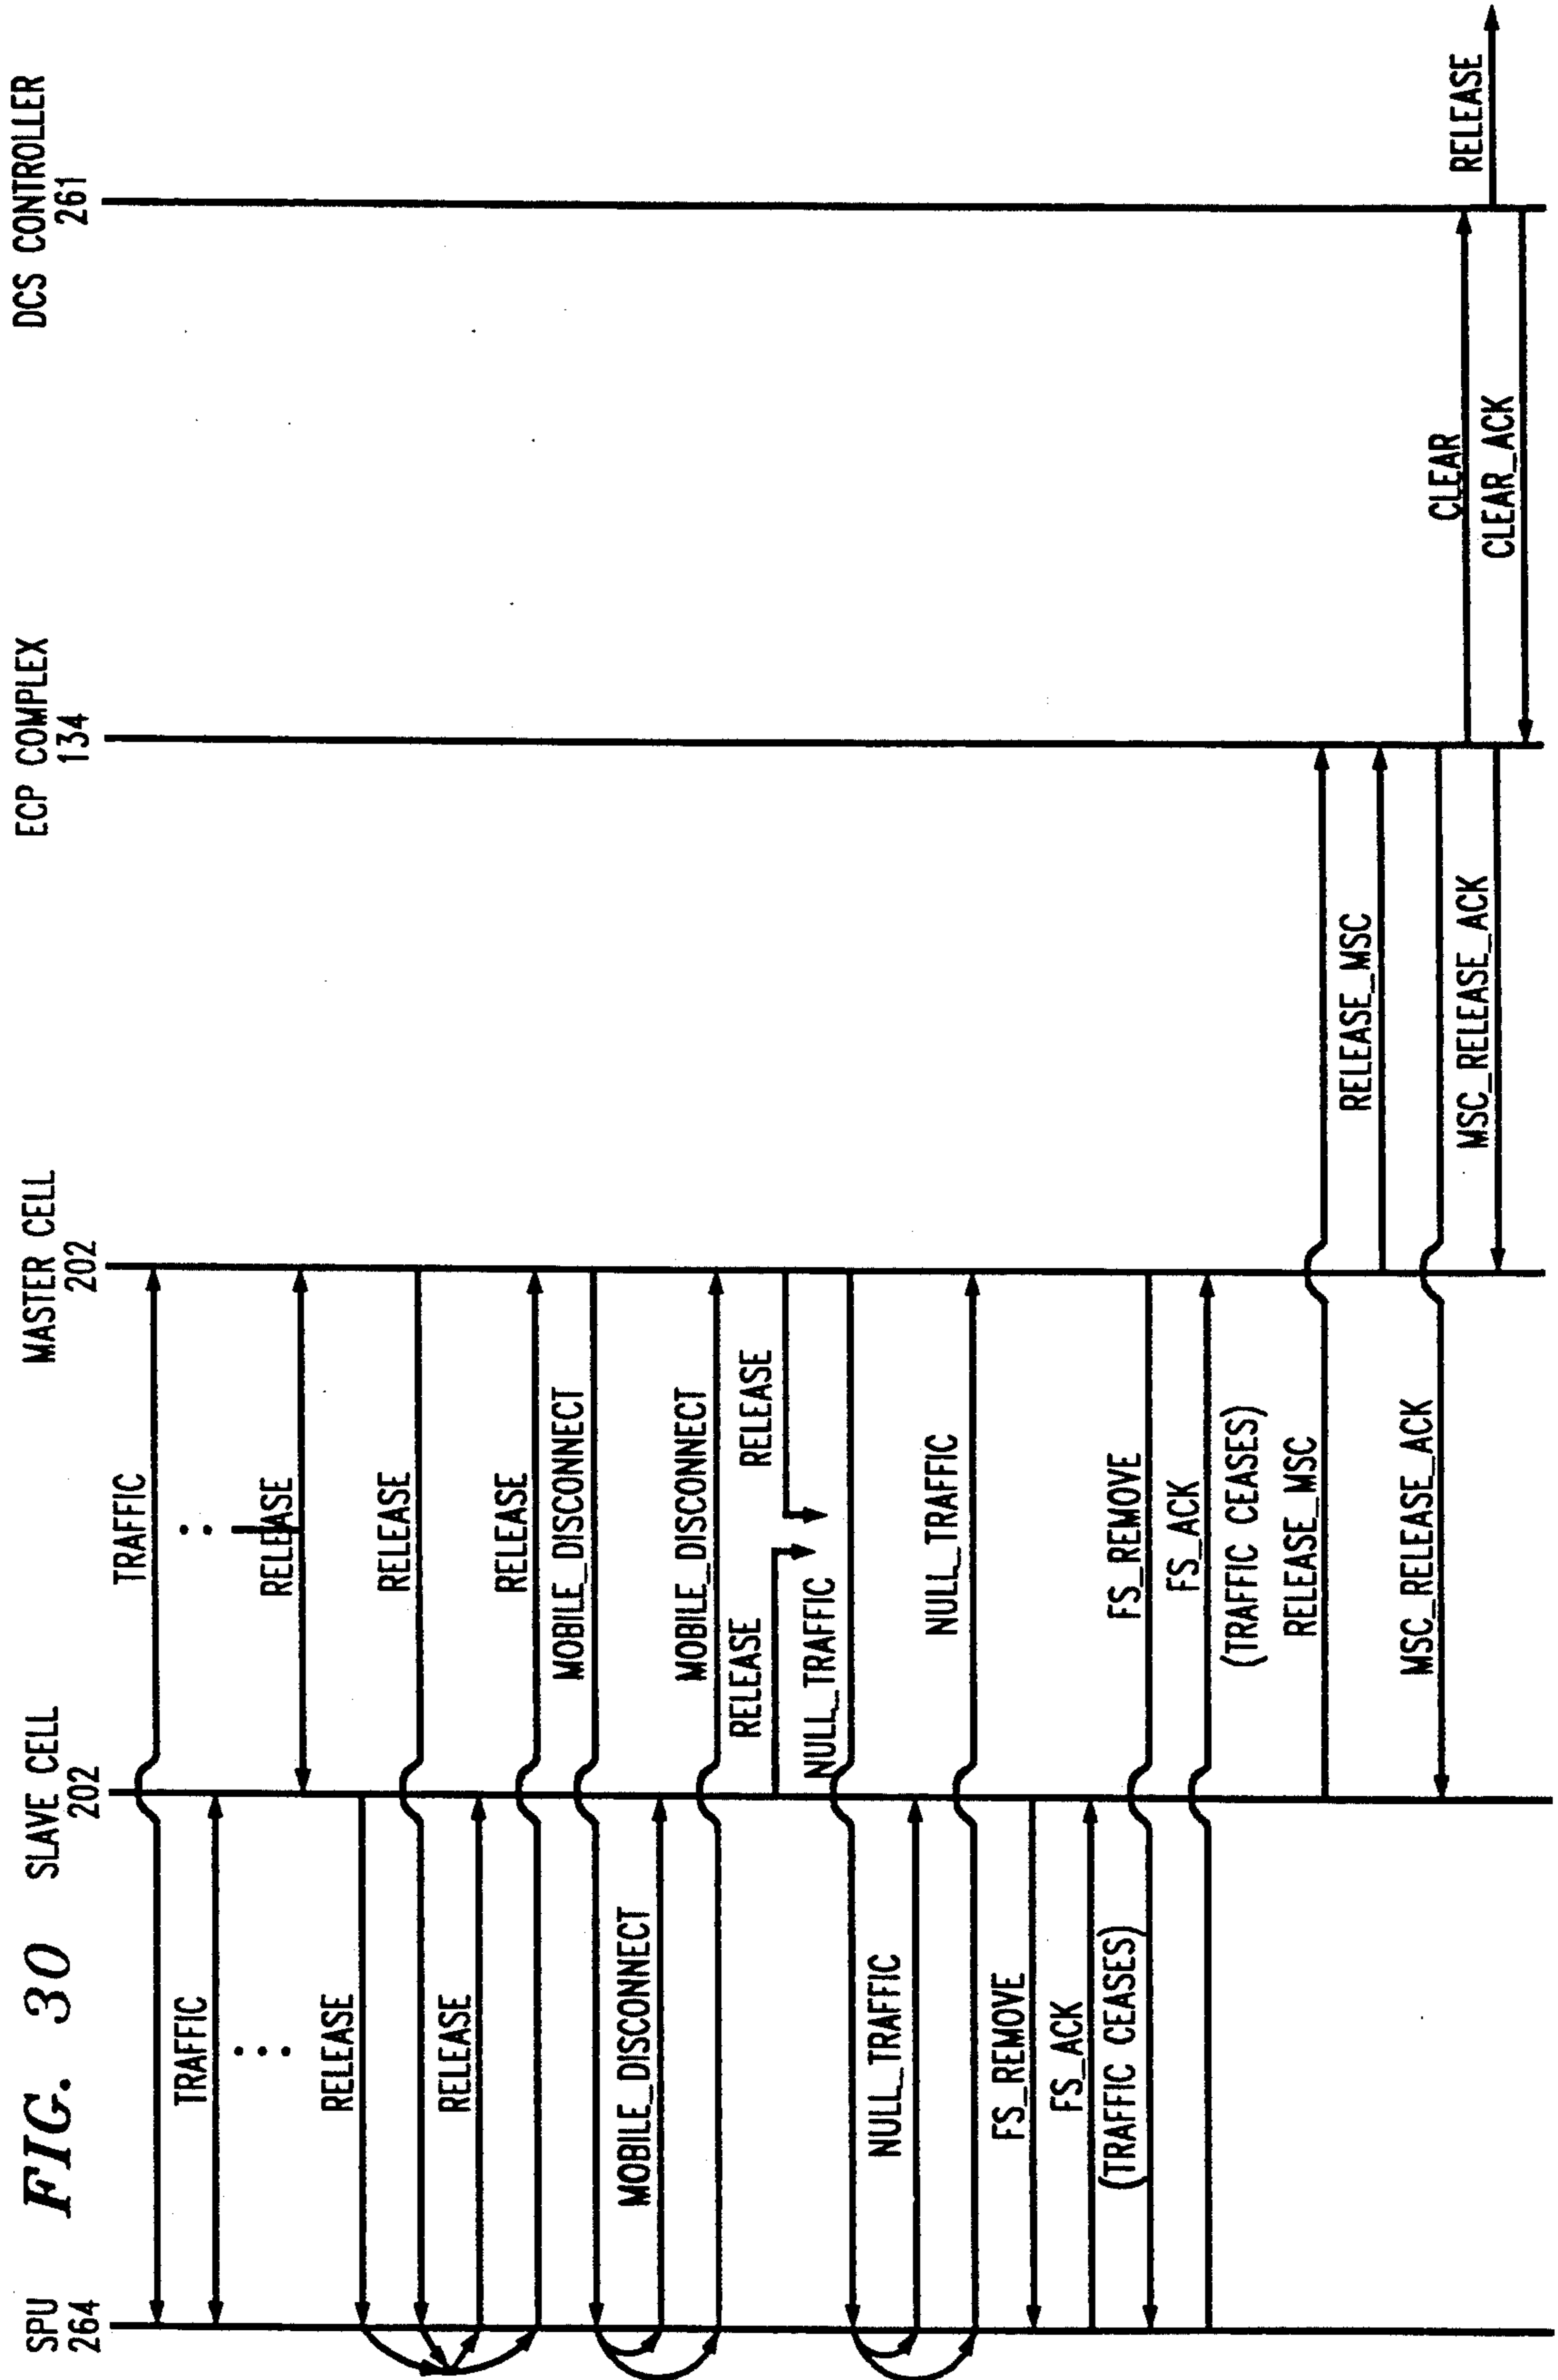 FIG. 30
SPU
264
SLAVE CELL
202
MASTER CELL
202
ECP COMPLEX
134
DCS CONTROLLER
261
TRAFFIC
TRAFFIC
RELEASE
RELEASE
RELEASE
RELEASE
RELEASE
MOBILE_DISCONNECT
MOBILE_DISCONNECT
MOBILE_DISCONNECT
RELEASE
RELEASE
NULL_TRAFFIC
NULL_TRAFFIC
NULL_TRAFFIC
FS_REMOVE
FS_ACK
(TRAFFIC CEASES)
FS_REMOVE
FS_ACK
(TRAFFIC CEASES)
RELEASE_MSC
RELEASE_MSC
MSC_RELEASE_ACK
CLEAR
MSC_RELEASE_ACK
RELEASE
CLEAR_ACK